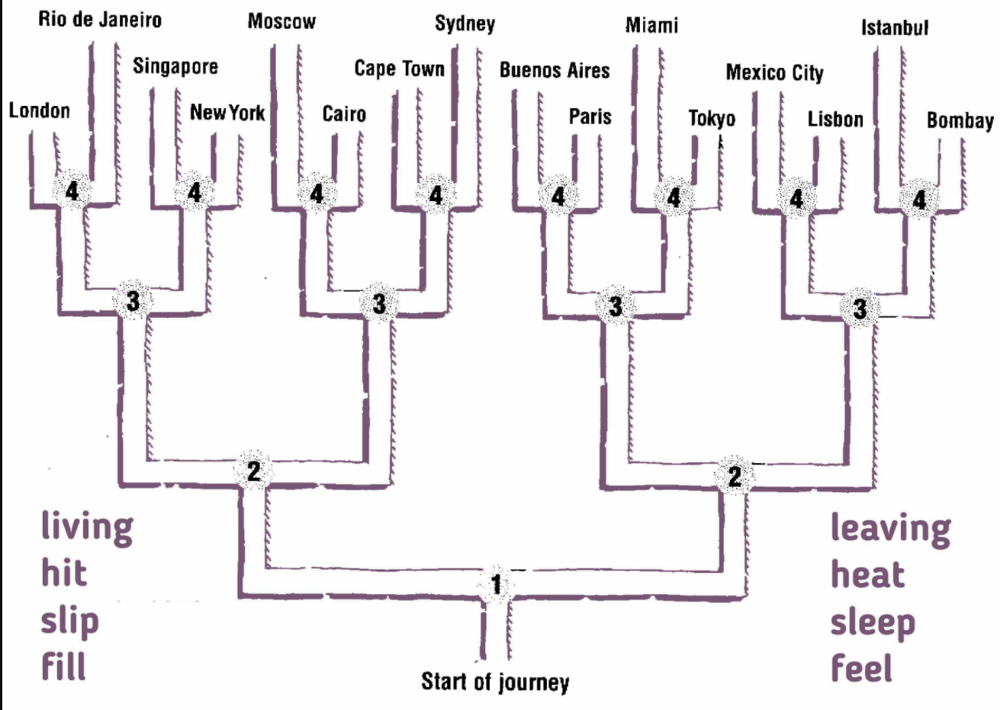 Rio de Janeiro
Moscow
Sydney
Miami
Istanbul
Singapore
Cape Town
Buenos Aires
Mexico City
London
New York
Cairo
Paris
Tokyo
Lisbon
Bombay
4
4
4
4
4
4
4
4
3
3
3
3
2
2
living
hit
slip
fill
leaving
heat
sleep
feel
1
Start of journey